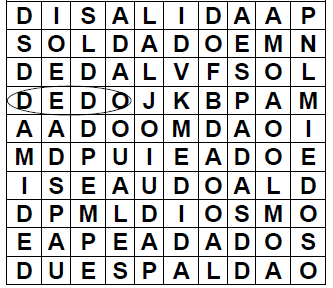 D I S A L I D A A P
S O L D A D O E M N
D E D A L V F S O L
D E D O J K B P A M
A A D O O M D A O I
M D P U I E A D O E
I S E A U D O A L D
D P M L D I O S M O
E A P E A D A D O S
D U E S P A L D A O